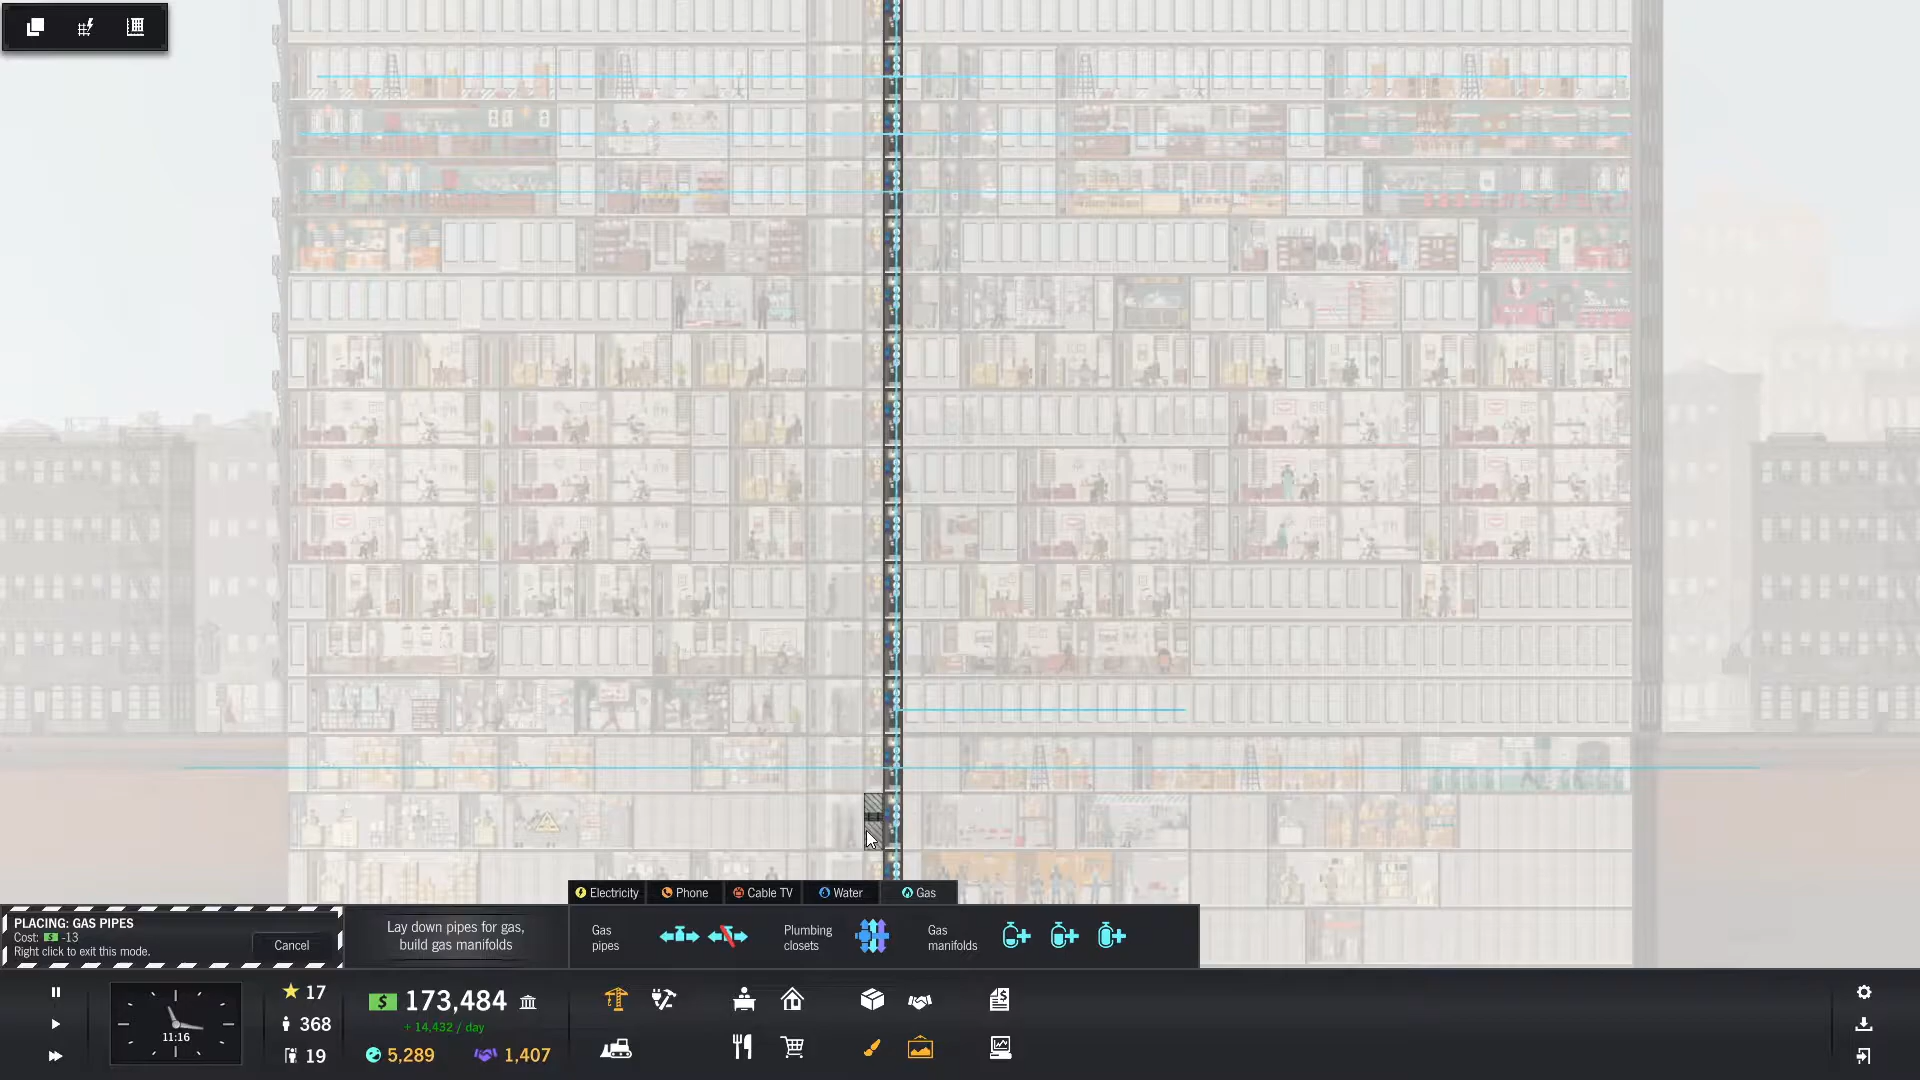 Electricity
Phone
Cable TV
Water
Gas
PLACING: GAS PIPES
Cost: $ -13
Right click to exit this mode.
Cancel
Lay down pipes for gas,
build gas manifolds
Gas
pipes
Plumbing
closets
Gas
manifolds
17
368
19
11:16
$ 173,484
+ 14,432 / day
5,289
1,407